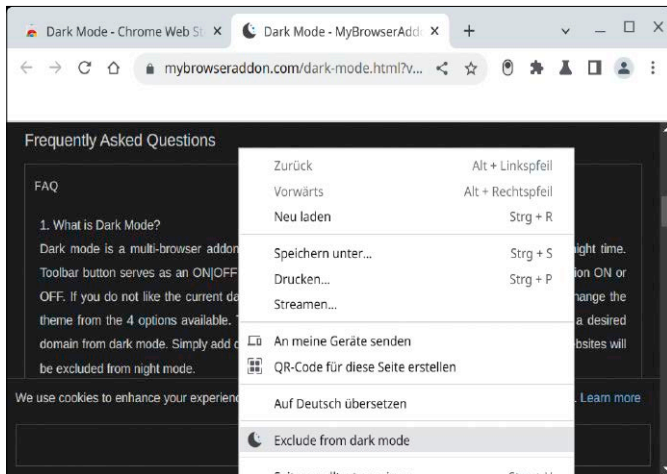 Dark Mode - Chrome Web St
Dark Mode - MyBrowserAddo
mybrowseraddon.com/dark-mode.html?v...
Frequently Asked Questions
FAQ
1. What is Dark Mode?
Dark mode is a multi-browser addon ight time.
Toolbar button serves as an ON|OFF ion ON or
OFF. If you do not like the current da hange the
theme from the 4 options available. a desired
domain from dark mode. Simply add bsites will
be excluded from night mode.
We use cookies to enhance your experienc . Learn more
Zurück Alt + Linkspfeil
Vorwärts Alt + Rechtspfeil
Neu laden Strg + R
Speichern unter... Strg + S
Drucken... Strg + P
Streamen...
An meine Geräte senden
QR-Code für diese Seite erstellen
Auf Deutsch übersetzen
Exclude from dark mode